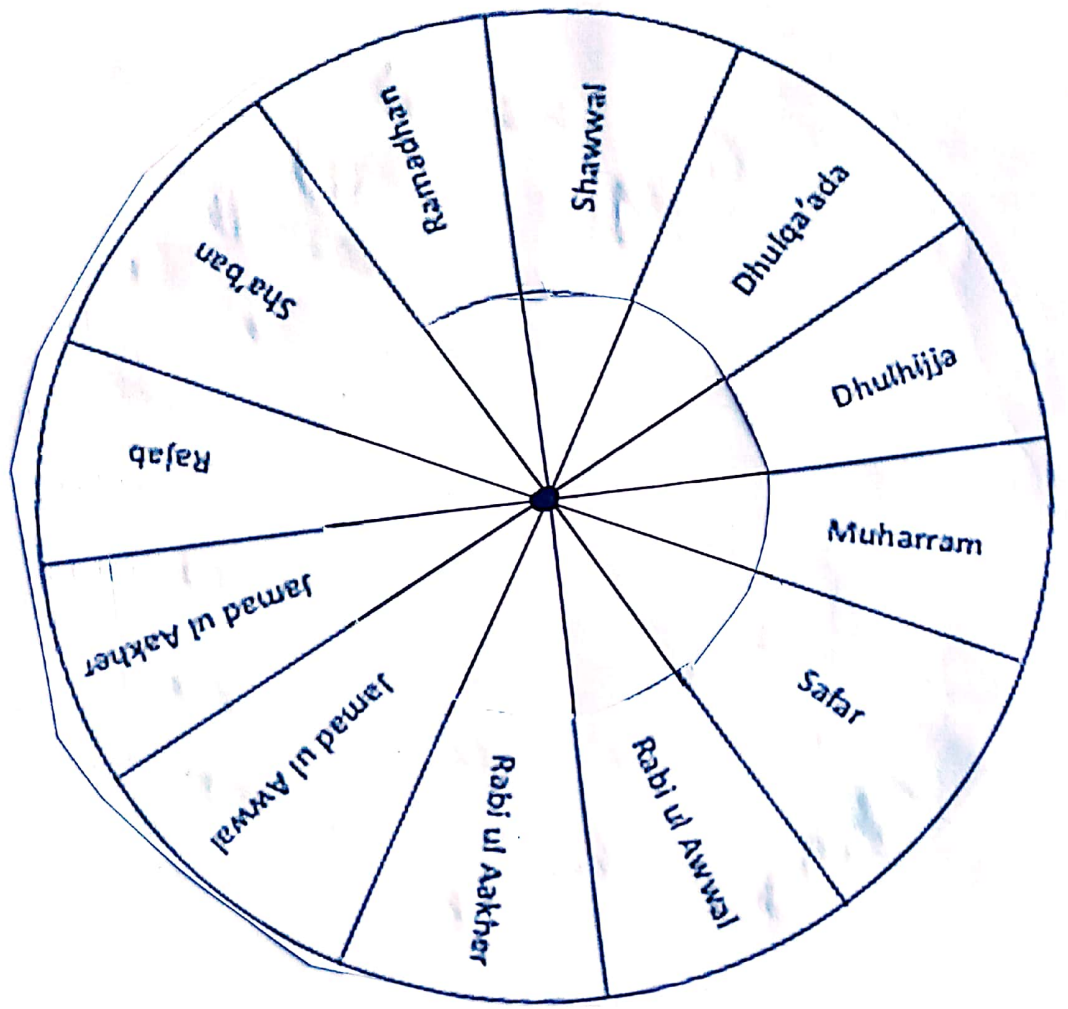 Muharram
Safar
Rabi ul Awwal
Rabi ul Aakher
Jamad ul Awwal
Jamad ul Aakher
Rajab
Sha'ban
Ramadhan
Shawwal
Dhulqa'ada
Dhulhijja